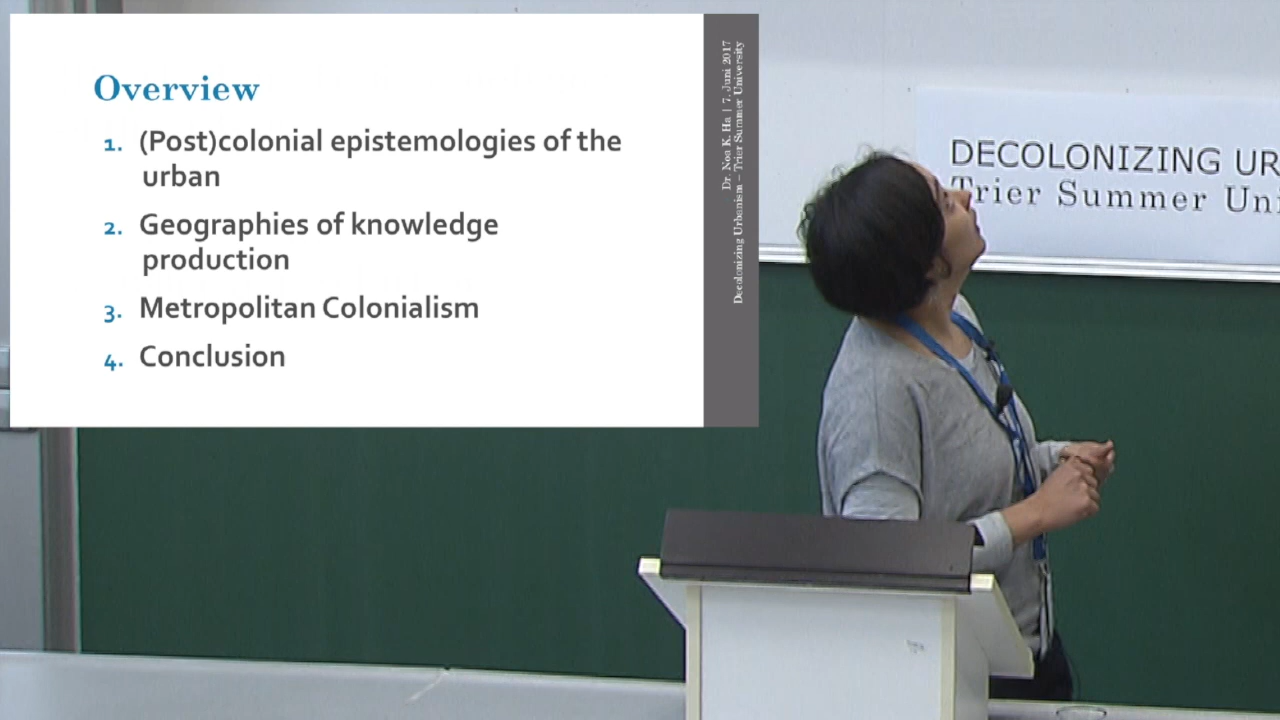 Overview
1. (Post)colonial epistemologies of the
urban
2. Geographies of knowledge
production
3. Metropolitan Colonialism
4. Conclusion
Dr. Noa K. Ha | 7. Juni 2017
Decolonizing Urbanism – Trier Summer University
DECOLONIZING UR
Trier Summer Uni